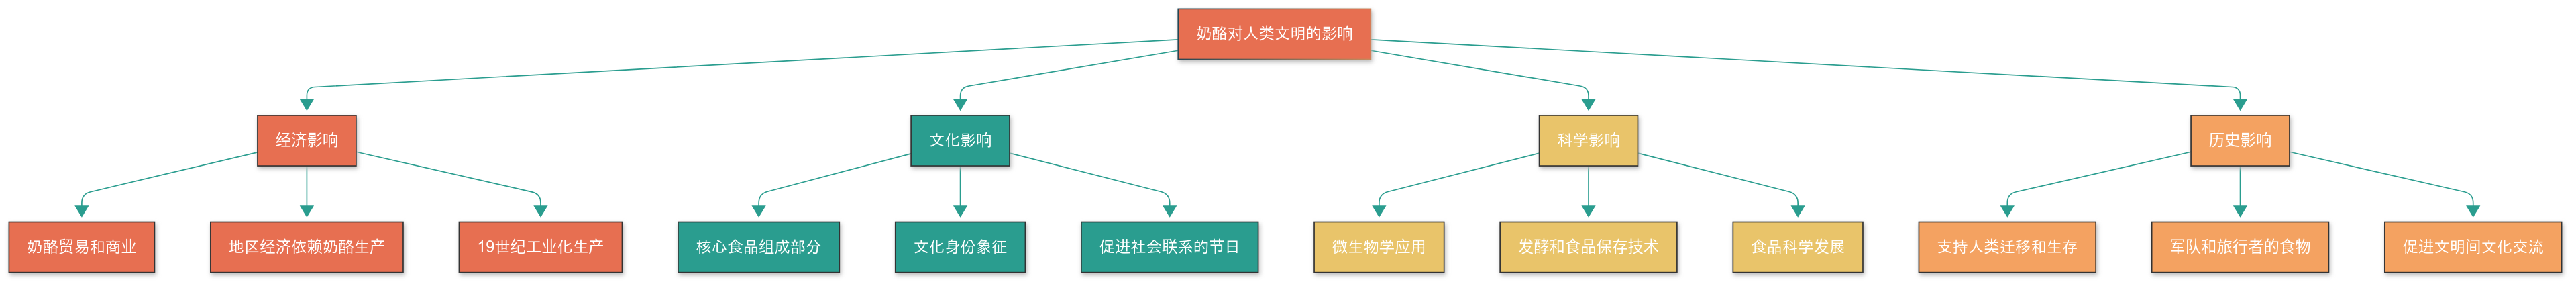 奶酪对人类文明的影响
经济影响
文化影响
科学影响
历史影响
奶酪贸易和商业
地区经济依赖奶酪生产
19世纪工业化生产
核心食品组成部分
文化身份象征
促进社会联系的节日
微生物学应用
发酵和食品保存技术
食品科学发展
支持人类迁移和生存
军队和旅行者的食物
促进文明间文化交流